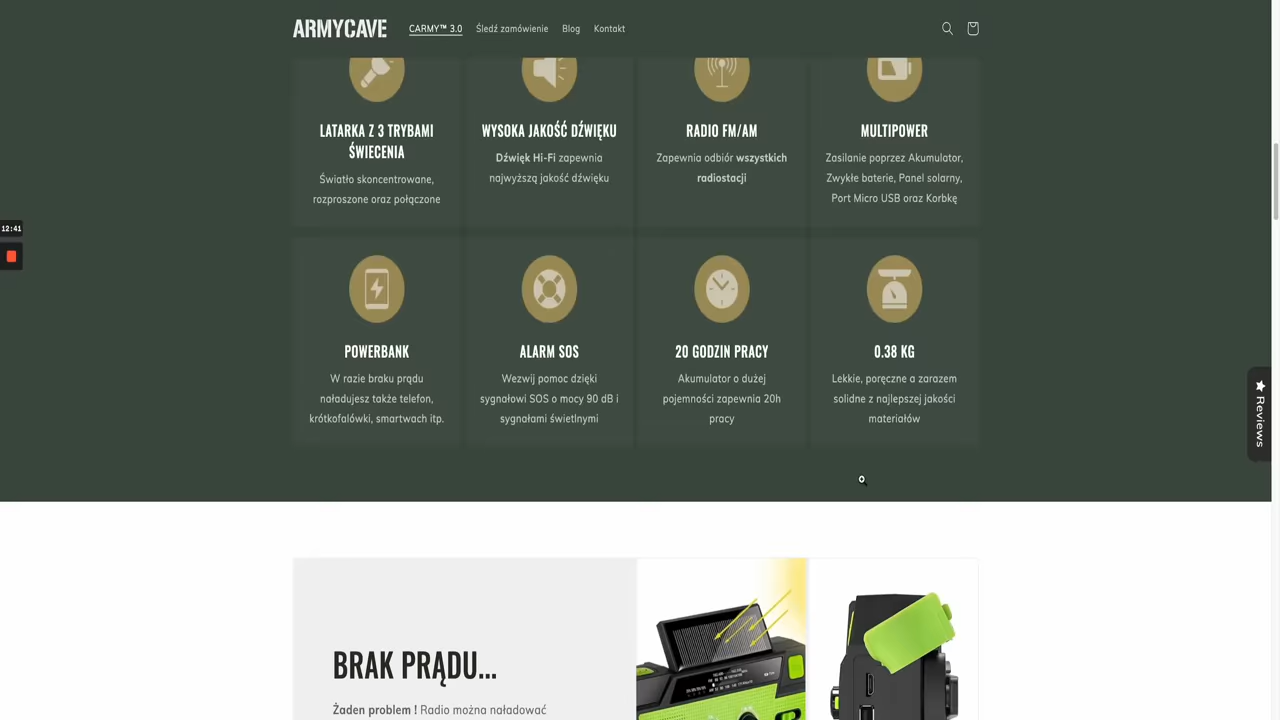 ARMYCAVE
CARMY™ 3.0
Śledź zamówienie
Blog
Kontakt
12:41
LATARKA Z 3 TRYBAMI
ŚWIECENIA
Światło skoncentrowane,
rozproszone oraz połączone
WYSOKA JAKOŚĆ DŹWIĘKU
Dźwięk Hi-Fi zapewnia
najwyższą jakość dźwięku
RADIO FM/AM
Zapewnia odbiór wszystkich
radiostacji
MULTIPOWER
Zasilanie poprzez Akumulator,
Zwykłe baterie, Panel solarny,
Port Micro USB oraz Korbkę
POWERBANK
W razie braku prądu
naładujesz także telefon,
krótkofalówki, smartwach itp.
ALARM SOS
Wezwij pomoc dzięki
sygnałowi SOS o mocy 90 dB i
sygnałami świetlnymi
20 GODZIN PRACY
Akumulator o dużej
pojemności zapewnia 20h
pracy
0.38 KG
Lekkie, poręczne a zarazem
solidne z najlepszej jakości
materiałów
Reviews
BRAK PRĄDU...
Żaden problem ! Radio można naładować